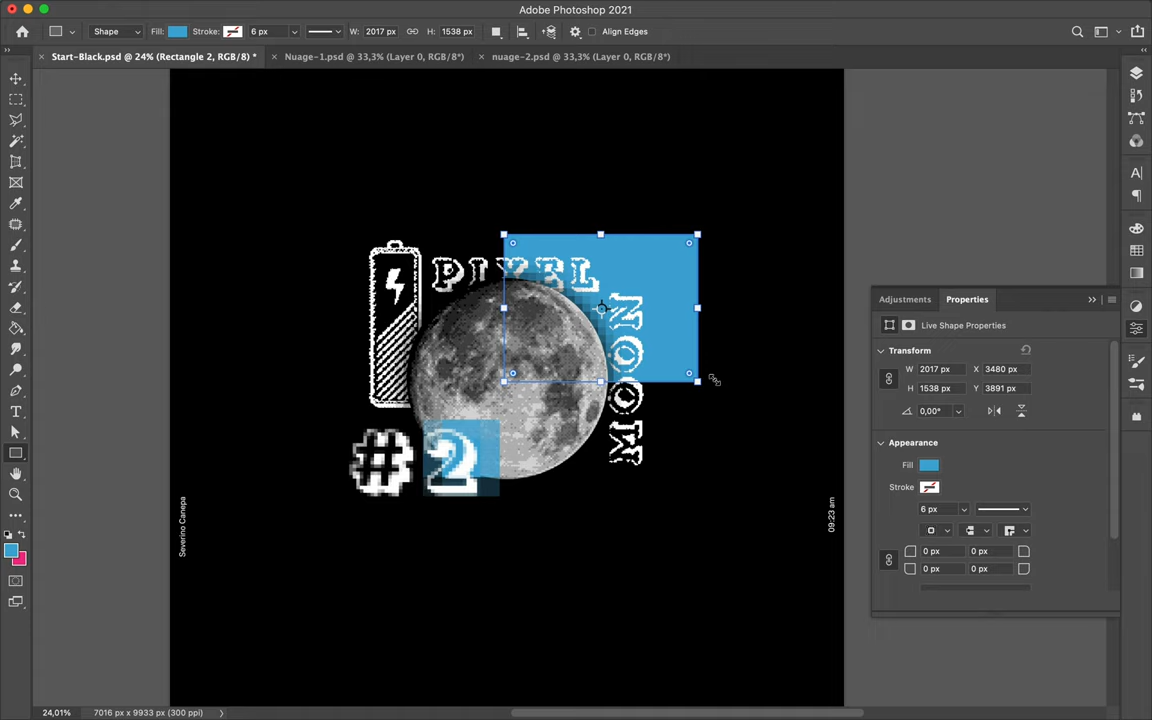 Adobe Photoshop 2021
Shape Fill: Stroke: 6 px W: 2017 px H: 1538 px Align Edges
Start-Black.psd @ 24% (Rectangle 2, RGB/8) * Nuage-1.psd @ 33,3% (Layer 0, RGB/8*) nuage-2.psd @ 33,3% (Layer 0, RGB/8*)
PIXEL
MOON
#2
Severino Canepa
09:23 am
Adjustments Properties
Live Shape Properties
Transform
W 2017 px X 3480 px
H 1538 px Y 3891 px
0,00°
Appearance
Fill
Stroke
6 px
0 px 0 px
0 px 0 px
24,01% 7016 px x 9933 px (300 ppi)